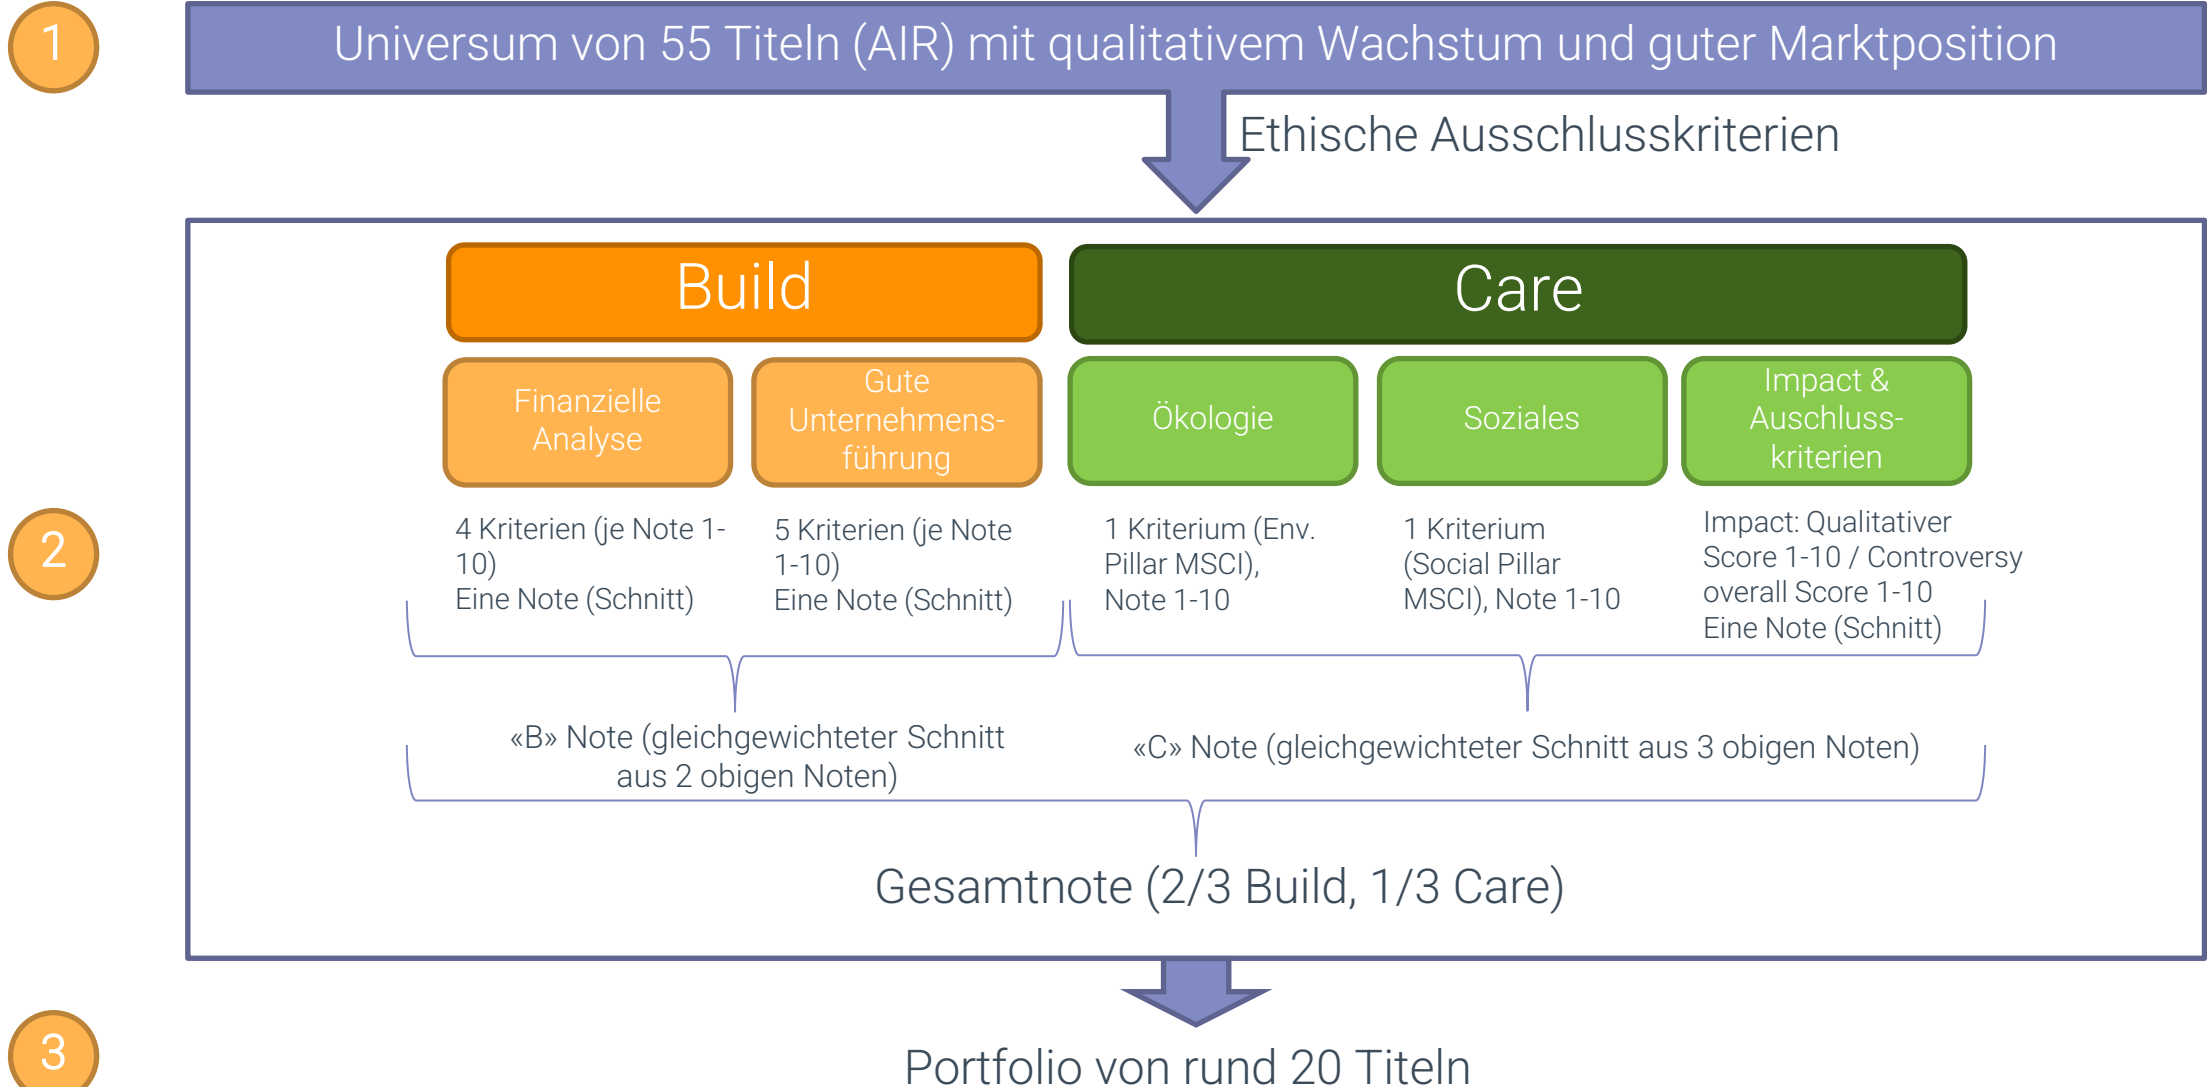 1
Universum von 55 Titeln (AIR) mit qualitativem Wachstum und guter Marktposition
Ethische Ausschlusskriterien
2
Build
Care
Finanzielle
Analyse
Gute
Unternehmens-
führung
Ökologie
Soziales
Impact &
Auschluss-
kriterien
4 Kriterien (je Note 1-
10)
Eine Note (Schnitt)
5 Kriterien (je Note
1-10)
Eine Note (Schnitt)
1 Kriterium (Env.
Pillar MSCI),
Note 1-10
1 Kriterium
(Social Pillar
MSCI), Note 1-10
Impact: Qualitativer
Score 1-10 / Controversy
overall Score 1-10
Eine Note (Schnitt)
«B» Note (gleichgewichteter Schnitt
aus 2 obigen Noten)
«C» Note (gleichgewichteter Schnitt aus 3 obigen Noten)
Gesamtnote (2/3 Build, 1/3 Care)
3
Portfolio von rund 20 Titeln